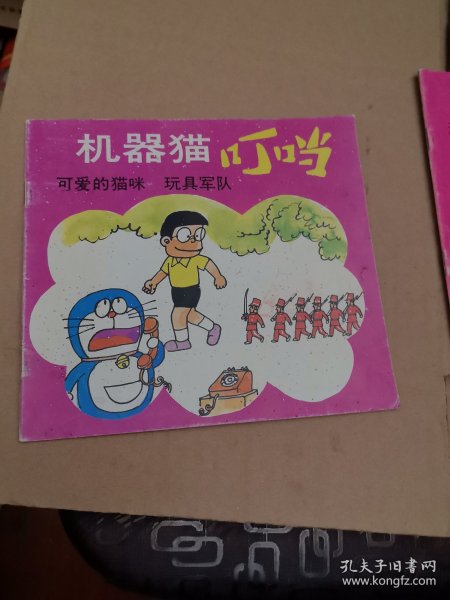 机器猫 叮当
可爱的猫咪 玩具军队
孔夫子旧书网
www.kongfz.com